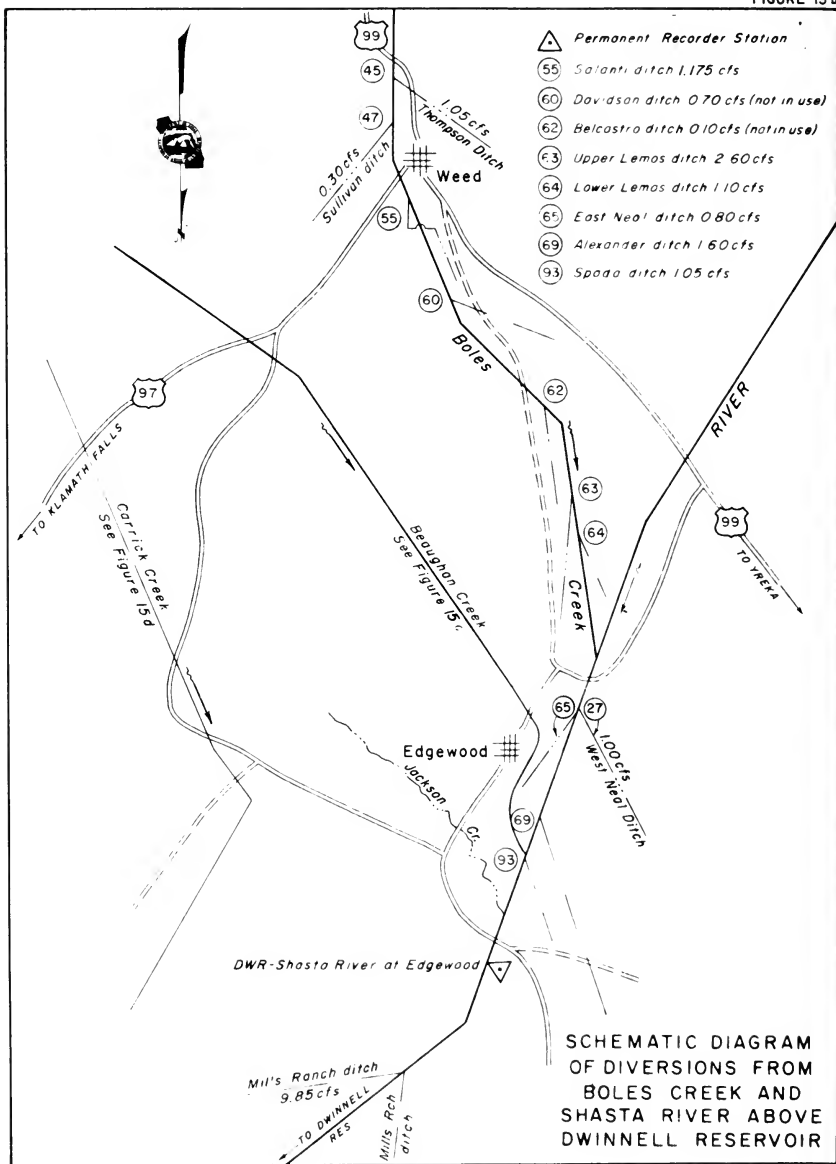 FIGURE 15b
99
Permanent Recorder Station
45
55 Salanti ditch 1.175 cfs
1.05 cfs
Thompson Ditch
60 Davidson ditch 0.70 cfs (not in use)
47
62 Belcastro ditch 0.10 cfs (not in use)
0.30 cfs
Sullivan ditch
63 Upper Lemos ditch 2.60 cfs
Weed
64 Lower Lemos ditch 1.10 cfs
55
65 East Neal ditch 0.80 cfs
69 Alexander ditch 1.60 cfs
93 Spada ditch 1.05 cfs
60
Boles
Creek
RIVER
97
62
TO KLAMATH FALLS
63
Carrick Creek
See Figure 15d
Beaughan Creek
See Figure 15c
64
99
TO YREKA
65
27
1.00 cfs
West Neal Ditch
Edgewood
Jackson
Cr.
69
93
DWR-Shasta River at Edgewood
SCHEMATIC DIAGRAM
OF DIVERSIONS FROM
BOLES CREEK AND
SHASTA RIVER ABOVE
DWINNELL RESERVOIR
Mil's Ranch ditch
9.85 cfs
TO DWINNELL
RES
Mills Rch
ditch